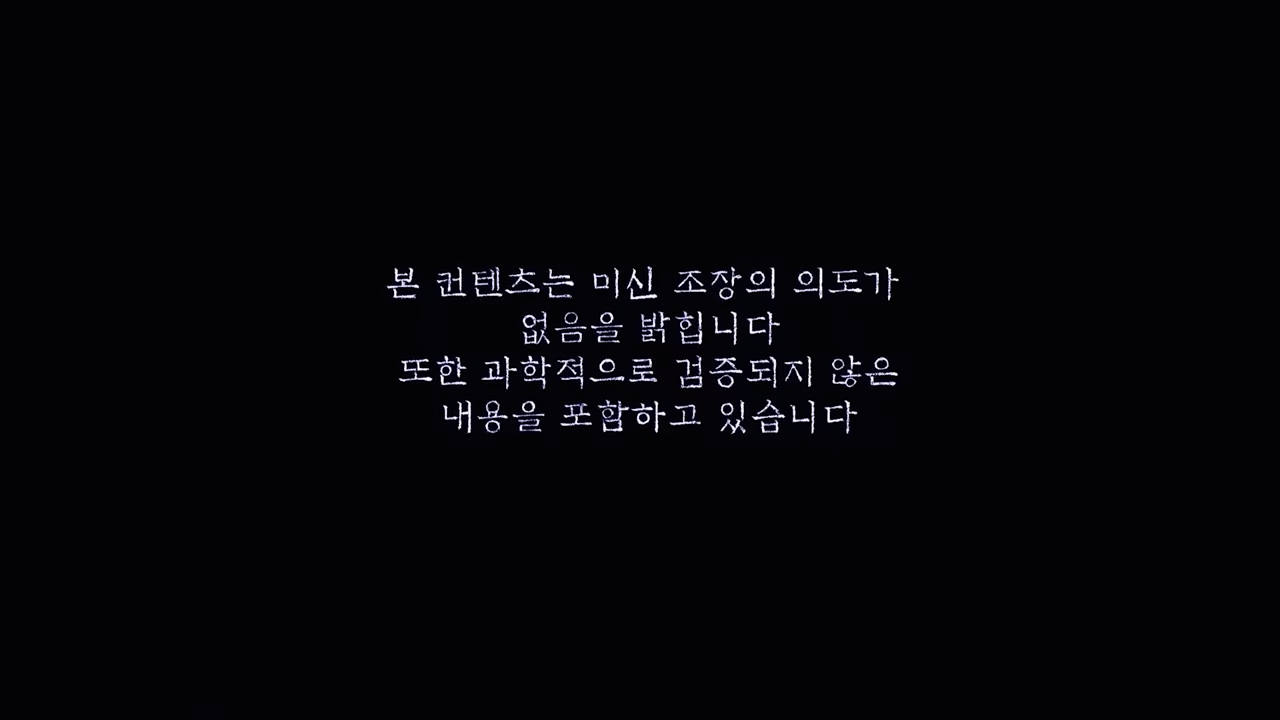 본 컨텐츠는 미신 조장의 의도가
없음을 밝힙니다
또한 과학적으로 검증되지 않은
내용을 포함하고 있습니다